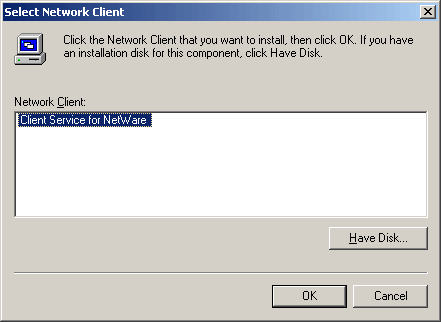 Select Network Client
Click the Network Client that you want to install, then click OK. If you have
an installation disk for this component, click Have Disk.
Network Client:
Client Service for NetWare
Have Disk...
OK
Cancel